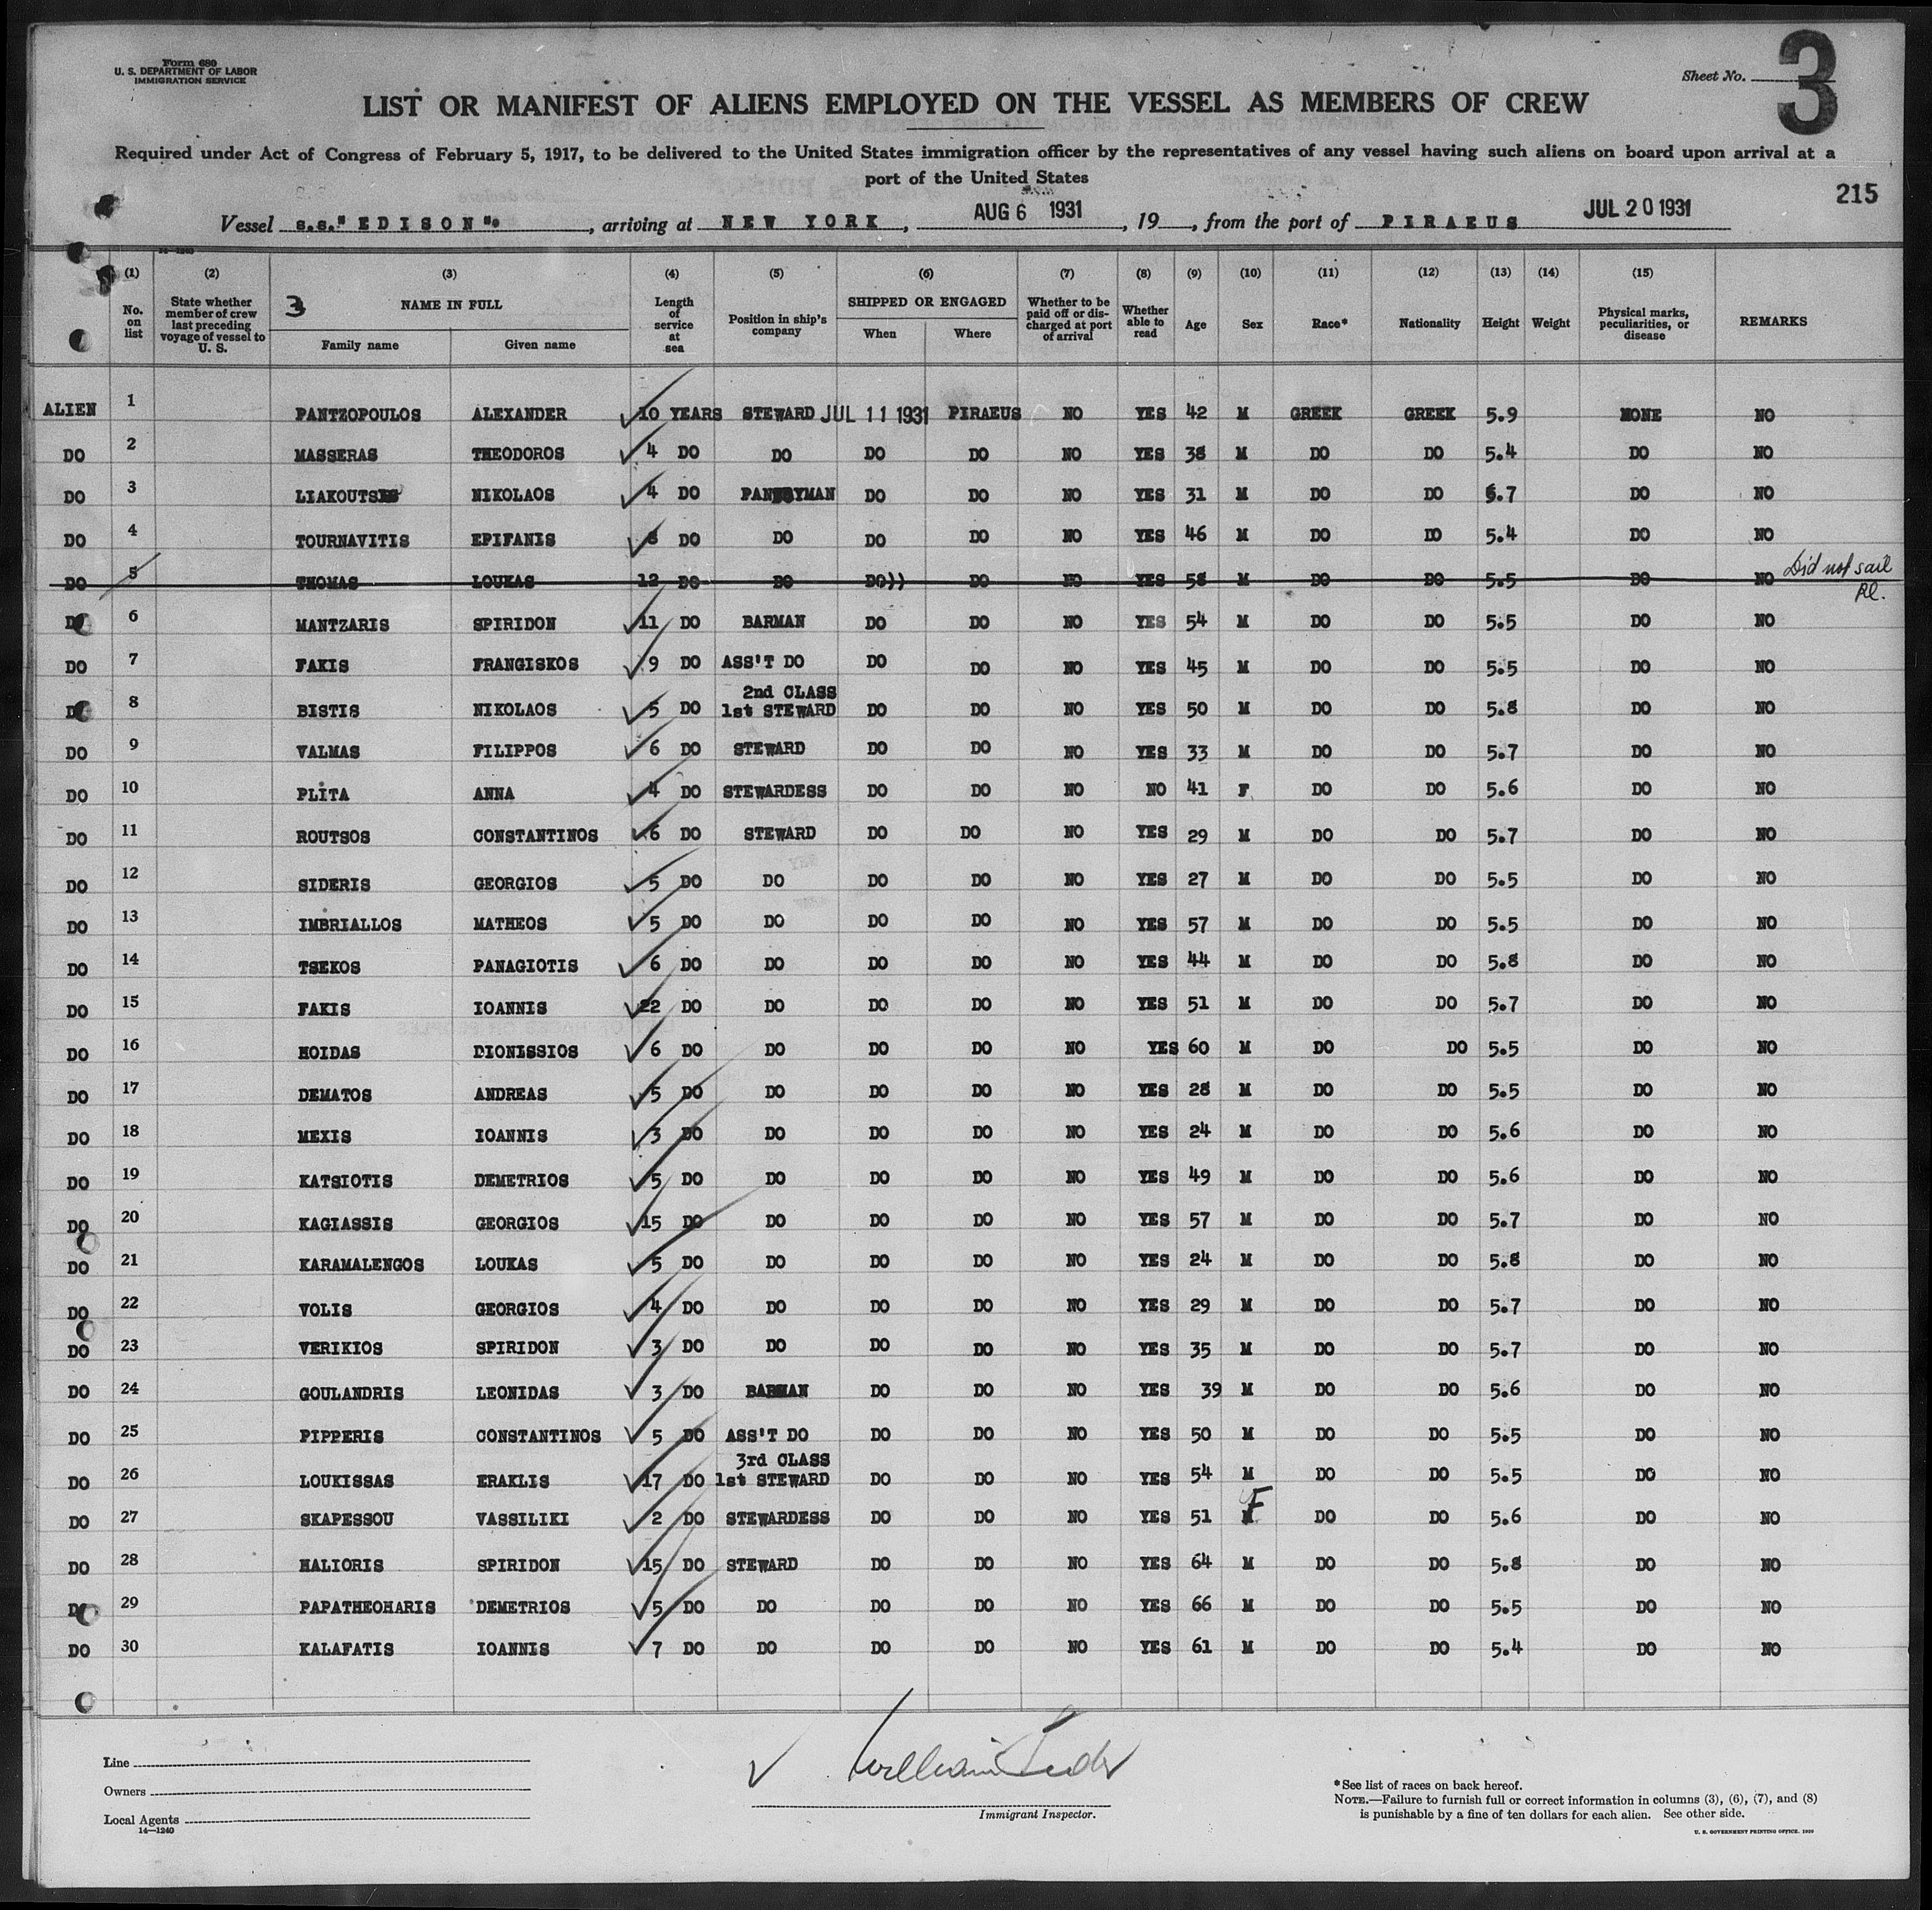 Form 680
U. S. DEPARTMENT OF LABOR
IMMIGRATION SERVICE
Sheet No. 3
LIST OR MANIFEST OF ALIENS EMPLOYED ON THE VESSEL AS MEMBERS OF CREW
Required under Act of Congress of February 5, 1917, to be delivered to the United States immigration officer by the representatives of any vessel having such aliens on board upon arrival at a
port of the United States
215
Vessel s.s." E D I S O N ", arriving at N E W Y O R K, AUG 6 1931, 19 , from the port of P I R A E U S JUL 20 1931
14-1240
(1) (2) (3) (4) (5) (6) (7) (8) (9) (10) (11) (12) (13) (14) (15)
No. on list State whether member of crew last preceding voyage of vessel to U. S. 3 NAME IN FULL Family name Given name Length of service at sea Position in ship's company SHIPPED OR ENGAGED When Where Whether to be paid off or discharged at port of arrival Whether able to read Age Sex Race* Nationality Height Weight Physical marks, peculiarities, or disease REMARKS
ALIEN 1 PANTZOPOULOS ALEXANDER 10 YEARS STEWARD JUL 11 1931 PIRAEUS NO YES 42 M GREEK GREEK 5.9 NONE NO
DO 2 MASSERAS THEODOROS 4 DO DO DO DO NO YES 38 M DO DO 5.4 DO NO
DO 3 NIKOLAOS 4 DO DO DO NO YES 31 M DO DO 5.7 DO NO
DO 4 TOURNAVITIS EPIFANIS 8 DO DO DO DO NO YES 46 M DO DO 5.4 DO NO
DO 5 THOMAS LOUKAS 12 DO DO DO)) DO NO YES 58 M DO DO 5.5 DO NO Did not sail
DO 6 MANTZARIS SPIRIDON 11 DO BARMAN DO DO NO YES 54 M DO DO 5.5 DO NO
DO 7 FAKIS FRANGISKOS 9 DO ASS'T DO DO DO NO YES 45 M DO DO 5.5 DO NO
DO 8 BISTIS NIKOLAOS 5 DO 2nd CLASS 1st STEWARD DO DO NO YES 50 M DO DO 5.8 DO NO
DO 9 VALMAS FILIPPOS 6 DO STEWARD DO DO NO YES 33 M DO DO 5.7 DO NO
DO 10 PLITA ANNA 4 DO STEWARDESS DO DO NO NO 41 F DO DO 5.6 DO NO
DO 11 ROUTSOS CONSTANTINOS 6 DO STEWARD DO DO NO YES 29 M DO DO 5.7 DO NO
DO 12 SIDERIS GEORGIOS 5 DO DO DO DO NO YES 27 M DO DO 5.5 DO NO
DO 13 IMBRIALLOS MATHEOS 5 DO DO DO DO NO YES 57 M DO DO 5.5 DO NO
DO 14 TSEKOS PANAGIOTIS 6 DO DO DO DO NO YES 44 M DO DO 5.8 DO NO
DO 15 FAKIS IOANNIS 22 DO DO DO DO NO YES 51 M DO DO 5.7 DO NO
DO 16 HOIDAS DIONISSIOS 6 DO DO DO DO NO YES 60 M DO DO 5.5 DO NO
DO 17 DEMATOS ANDREAS 5 DO DO DO DO NO YES 28 M DO DO 5.5 DO NO
DO 18 MEXIS IOANNIS 3 DO DO DO DO NO YES 24 M DO DO 5.6 DO NO
DO 19 KATSIOTIS DEMETRIOS 5 DO DO DO DO NO YES 49 M DO DO 5.6 DO NO
DO 20 KAGIASSIS GEORGIOS 15 DO DO DO DO NO YES 57 M DO DO 5.7 DO NO
DO 21 KARAMALENGOS LOUKAS 5 DO DO DO DO NO YES 24 M DO DO 5.8 DO NO
DO 22 VOLIS GEORGIOS 4 DO DO DO DO NO YES 29 M DO DO 5.7 DO NO
DO 23 VERIKIOS SPIRIDON 3 DO DO DO DO NO YES 35 M DO DO 5.7 DO NO
DO 24 GOULANDRIS LEONIDAS 3 DO BARMAN DO DO NO YES 39 M DO DO 5.6 DO NO
DO 25 PIPPERIS CONSTANTINOS 5 DO ASS'T DO DO DO NO YES 50 M DO DO 5.5 DO NO
DO 26 LOUKISSAS ERAKLIS 17 DO 3rd CLASS 1st STEWARD DO DO NO YES 54 M DO DO 5.5 DO NO
DO 27 SKAPESSOU VASSILIKI 2 DO STEWARDESS DO DO NO YES 51 F DO DO 5.6 DO NO
DO 28 HALIORIS SPIRIDON 15 DO STEWARD DO DO NO YES 64 M DO DO 5.8 DO NO
DO 29 PAPATHEOHARIS DEMETRIOS 5 DO DO DO DO NO YES 66 M DO DO 5.5 DO NO
DO 30 KALAFATIS IOANNIS 7 DO DO DO DO NO YES 61 M DO DO 5.4 DO NO
Line
Owners
Local Agents
14—1240
William
Immigrant Inspector.
*See list of races on back hereof.
NOTE.—Failure to furnish full or correct information in columns (3), (6), (7), and (8)
is punishable by a fine of ten dollars for each alien. See other side.
U. S. GOVERNMENT PRINTING OFFICE. 1929